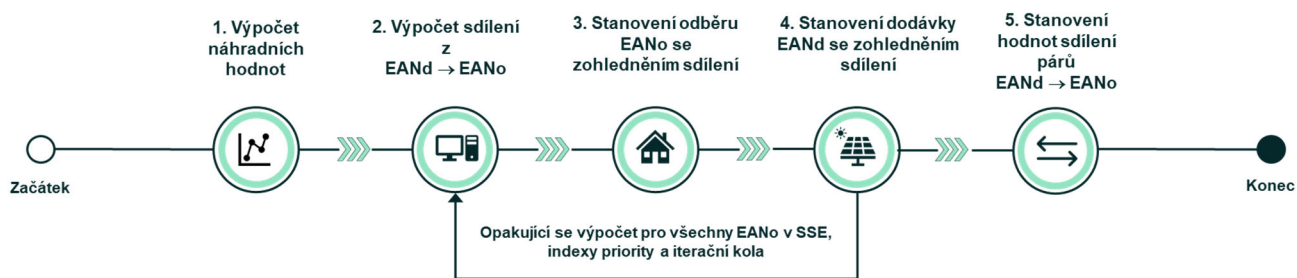 1. Výpočet
náhradních
hodnot
2. Výpočet sdílení
z
EANd → EANo
3. Stanovení odběru
EANo se
zohledněním sdílení
4. Stanovení dodávky
EANd se zohledněním
sdílení
5. Stanovení
hodnot sdílení
párů
EANd → EANo
Začátek
Konec
Opakující se výpočet pro všechny EANo v SSE,
indexy priority a iterační kola